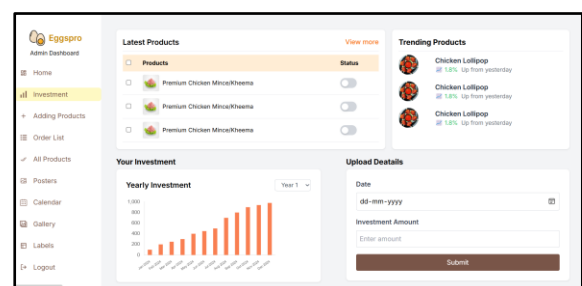 Eggspro
Admin Dashboard
Home
Investment
Adding Products
Order List
All Products
Posters
Calendar
Gallery
Labels
Logout
Latest Products
View more
Products
Status
Premium Chicken Mince/Kheema
Premium Chicken Mince/Kheema
Premium Chicken Mince/Kheema
Trending Products
Chicken Lollipop
1.8% Up from yesterday
Chicken Lollipop
1.8% Up from yesterday
Chicken Lollipop
1.8% Up from yesterday
Your Investment
Yearly Investment
Year 1
1,000
800
600
400
200
0
Upload Deatails
Date
dd-mm-yyyy
Investment Amount
Enter amount
Submit